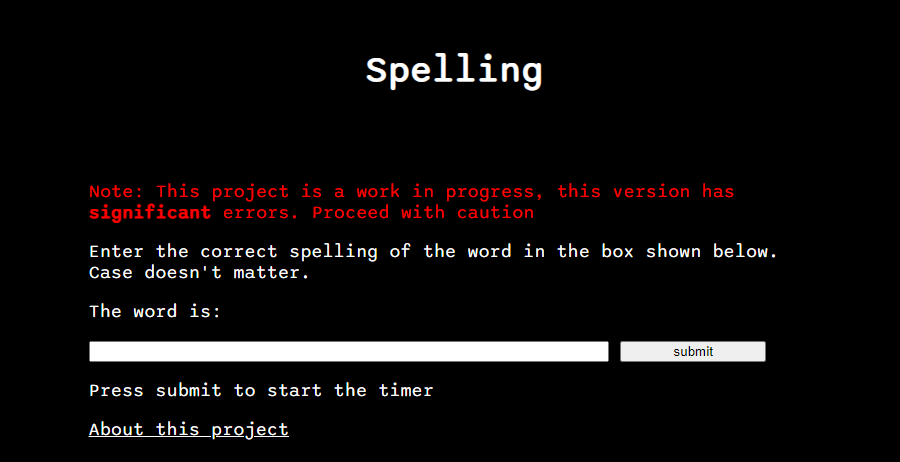 Spelling
Note: This project is a work in progress, this version has
significant errors. Proceed with caution
Enter the correct spelling of the word in the box shown below.
Case doesn't matter.
The word is:
submit
Press submit to start the timer
About this project